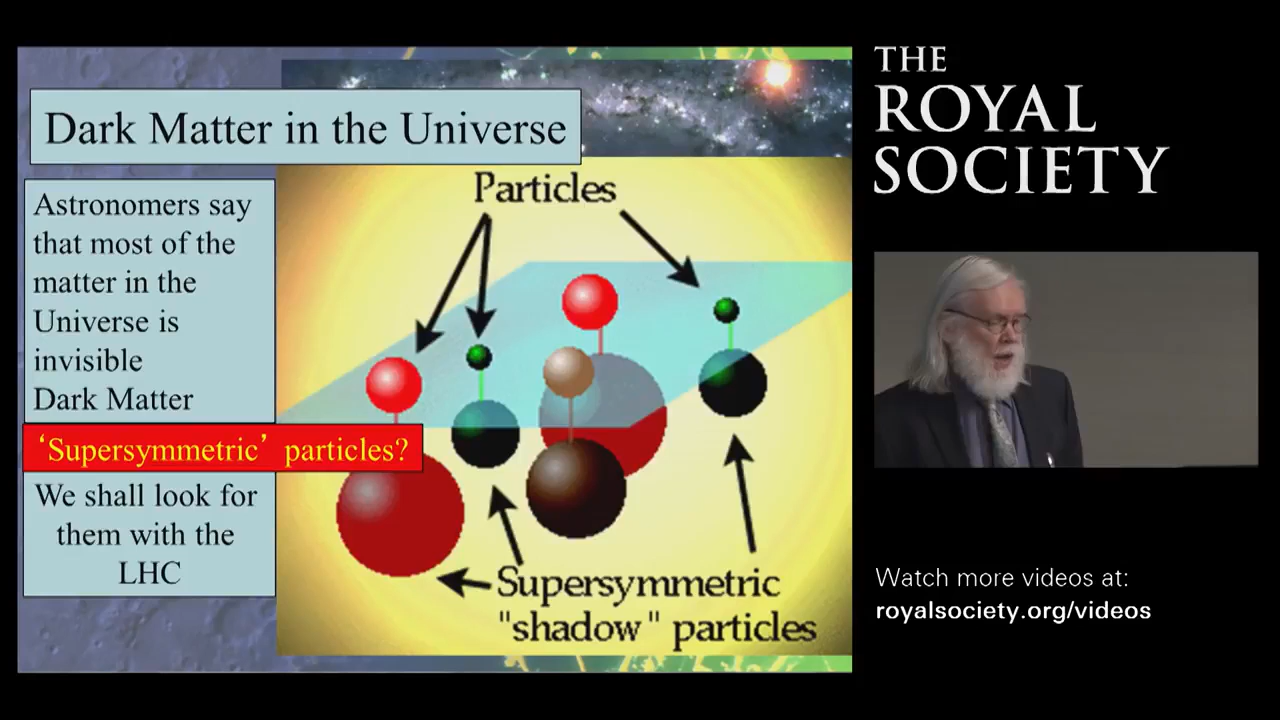 Dark Matter in the Universe
Astronomers say
that most of the
matter in the
Universe is
invisible
Dark Matter
‘Supersymmetric’ particles?
We shall look for
them with the
LHC
Particles
Supersymmetric
"shadow" particles
THE
ROYAL
SOCIETY
Watch more videos at:
royalsociety.org/videos